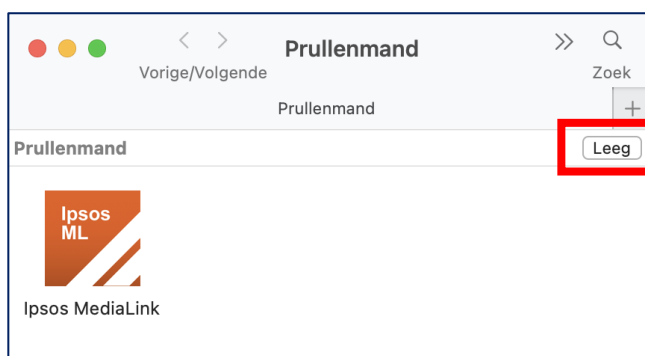 Prullenmand
Vorige/Volgende
Zoek
Prullenmand
Prullenmand
Leeg
Ipsos
ML
Ipsos MediaLink